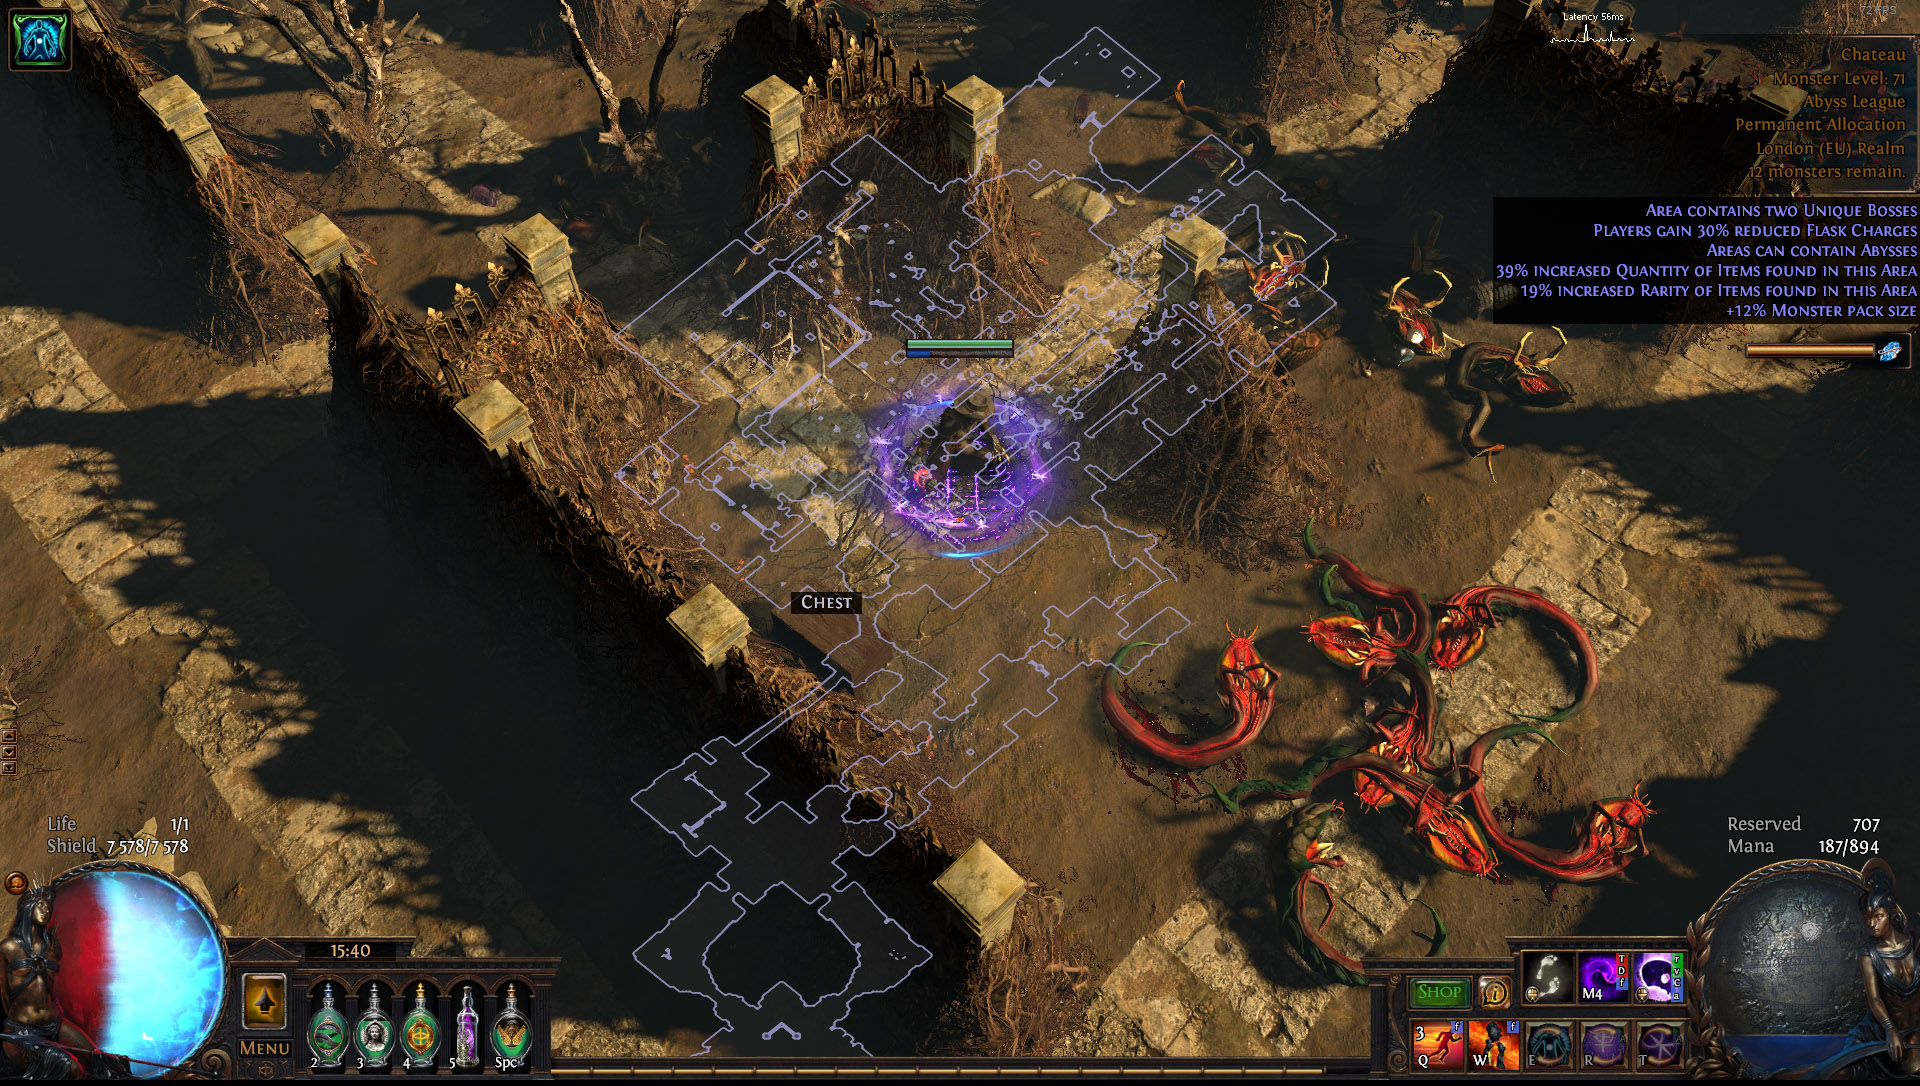 Latency 56ms
72 FPS
Chateau
Monster Level: 71
Abyss League
Permanent Allocation
London (EU) Realm
12 monsters remain.
Area contains two Unique Bosses
Players gain 30% reduced Flask Charges
Areas can contain Abysses
39% increased Quantity of Items found in this Area
19% increased Rarity of Items found in this Area
+12% Monster pack size
Chest
Life 1/1
Shield 7 578/7 578
Reserved 707
Mana 187/894
15:40
Menu
2 3 4 5 Spc
Shop
M4
T
D
f
r
v
C
a
3 f f
Q W E R T